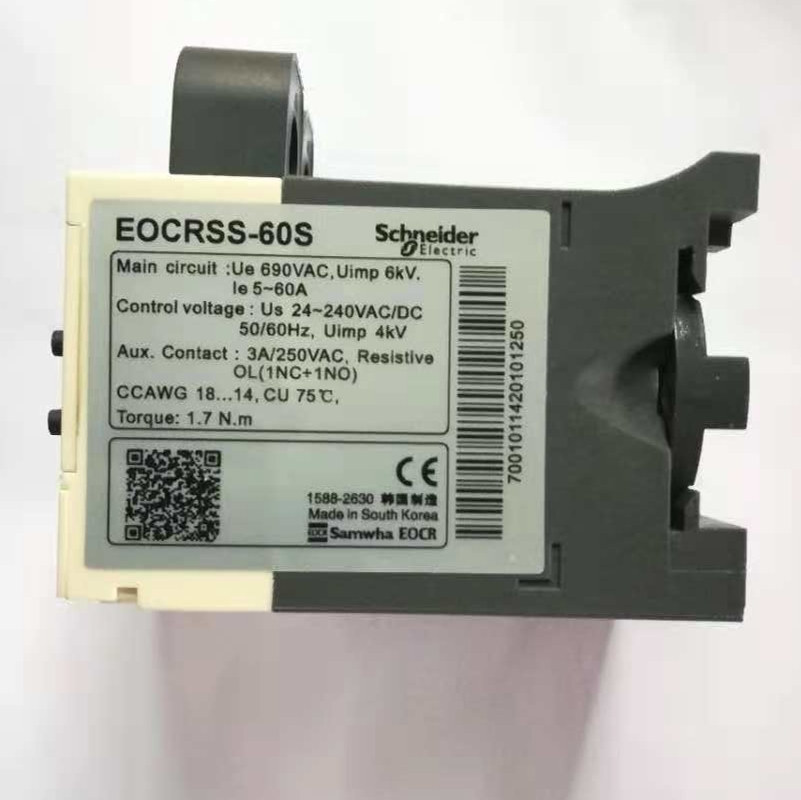 EOCRSS-60S
Schneider
Electric
Main circuit :Ue 690VAC, Uimp 6kV.
Ie 5~60A
Control voltage : Us 24~240VAC/DC
50/60Hz, Uimp 4kV
Aux. Contact : 3A/250VAC, Resistive
OL(1NC+1NO)
CCAWG 18...14, CU 75℃,
Torque: 1.7 N.m
CE
1588-2630 韩国制造
Made in South Korea
EOCR Samwha EOCR
7001011420101250